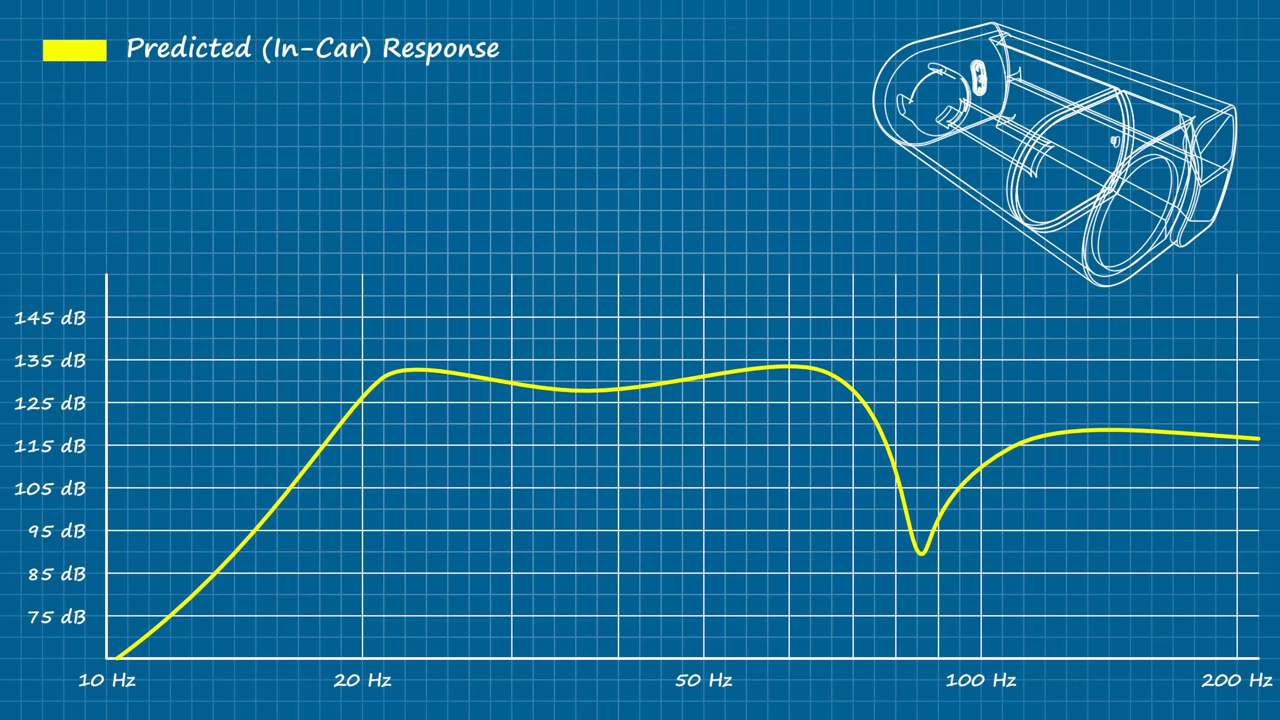 Predicted (In-Car) Response
145 dB
135 dB
125 dB
115 dB
105 dB
95 dB
85 dB
75 dB
10 Hz 20 Hz 50 Hz 100 Hz 200 Hz